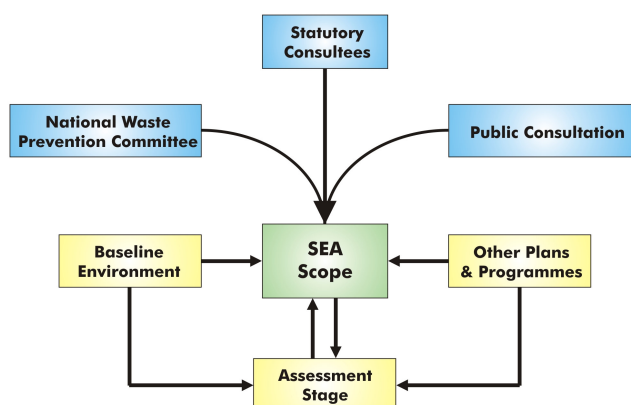 Statutory
Consultees
National Waste
Prevention Committee
Public Consultation
Baseline
Environment
SEA
Scope
Other Plans
& Programmes
Assessment
Stage